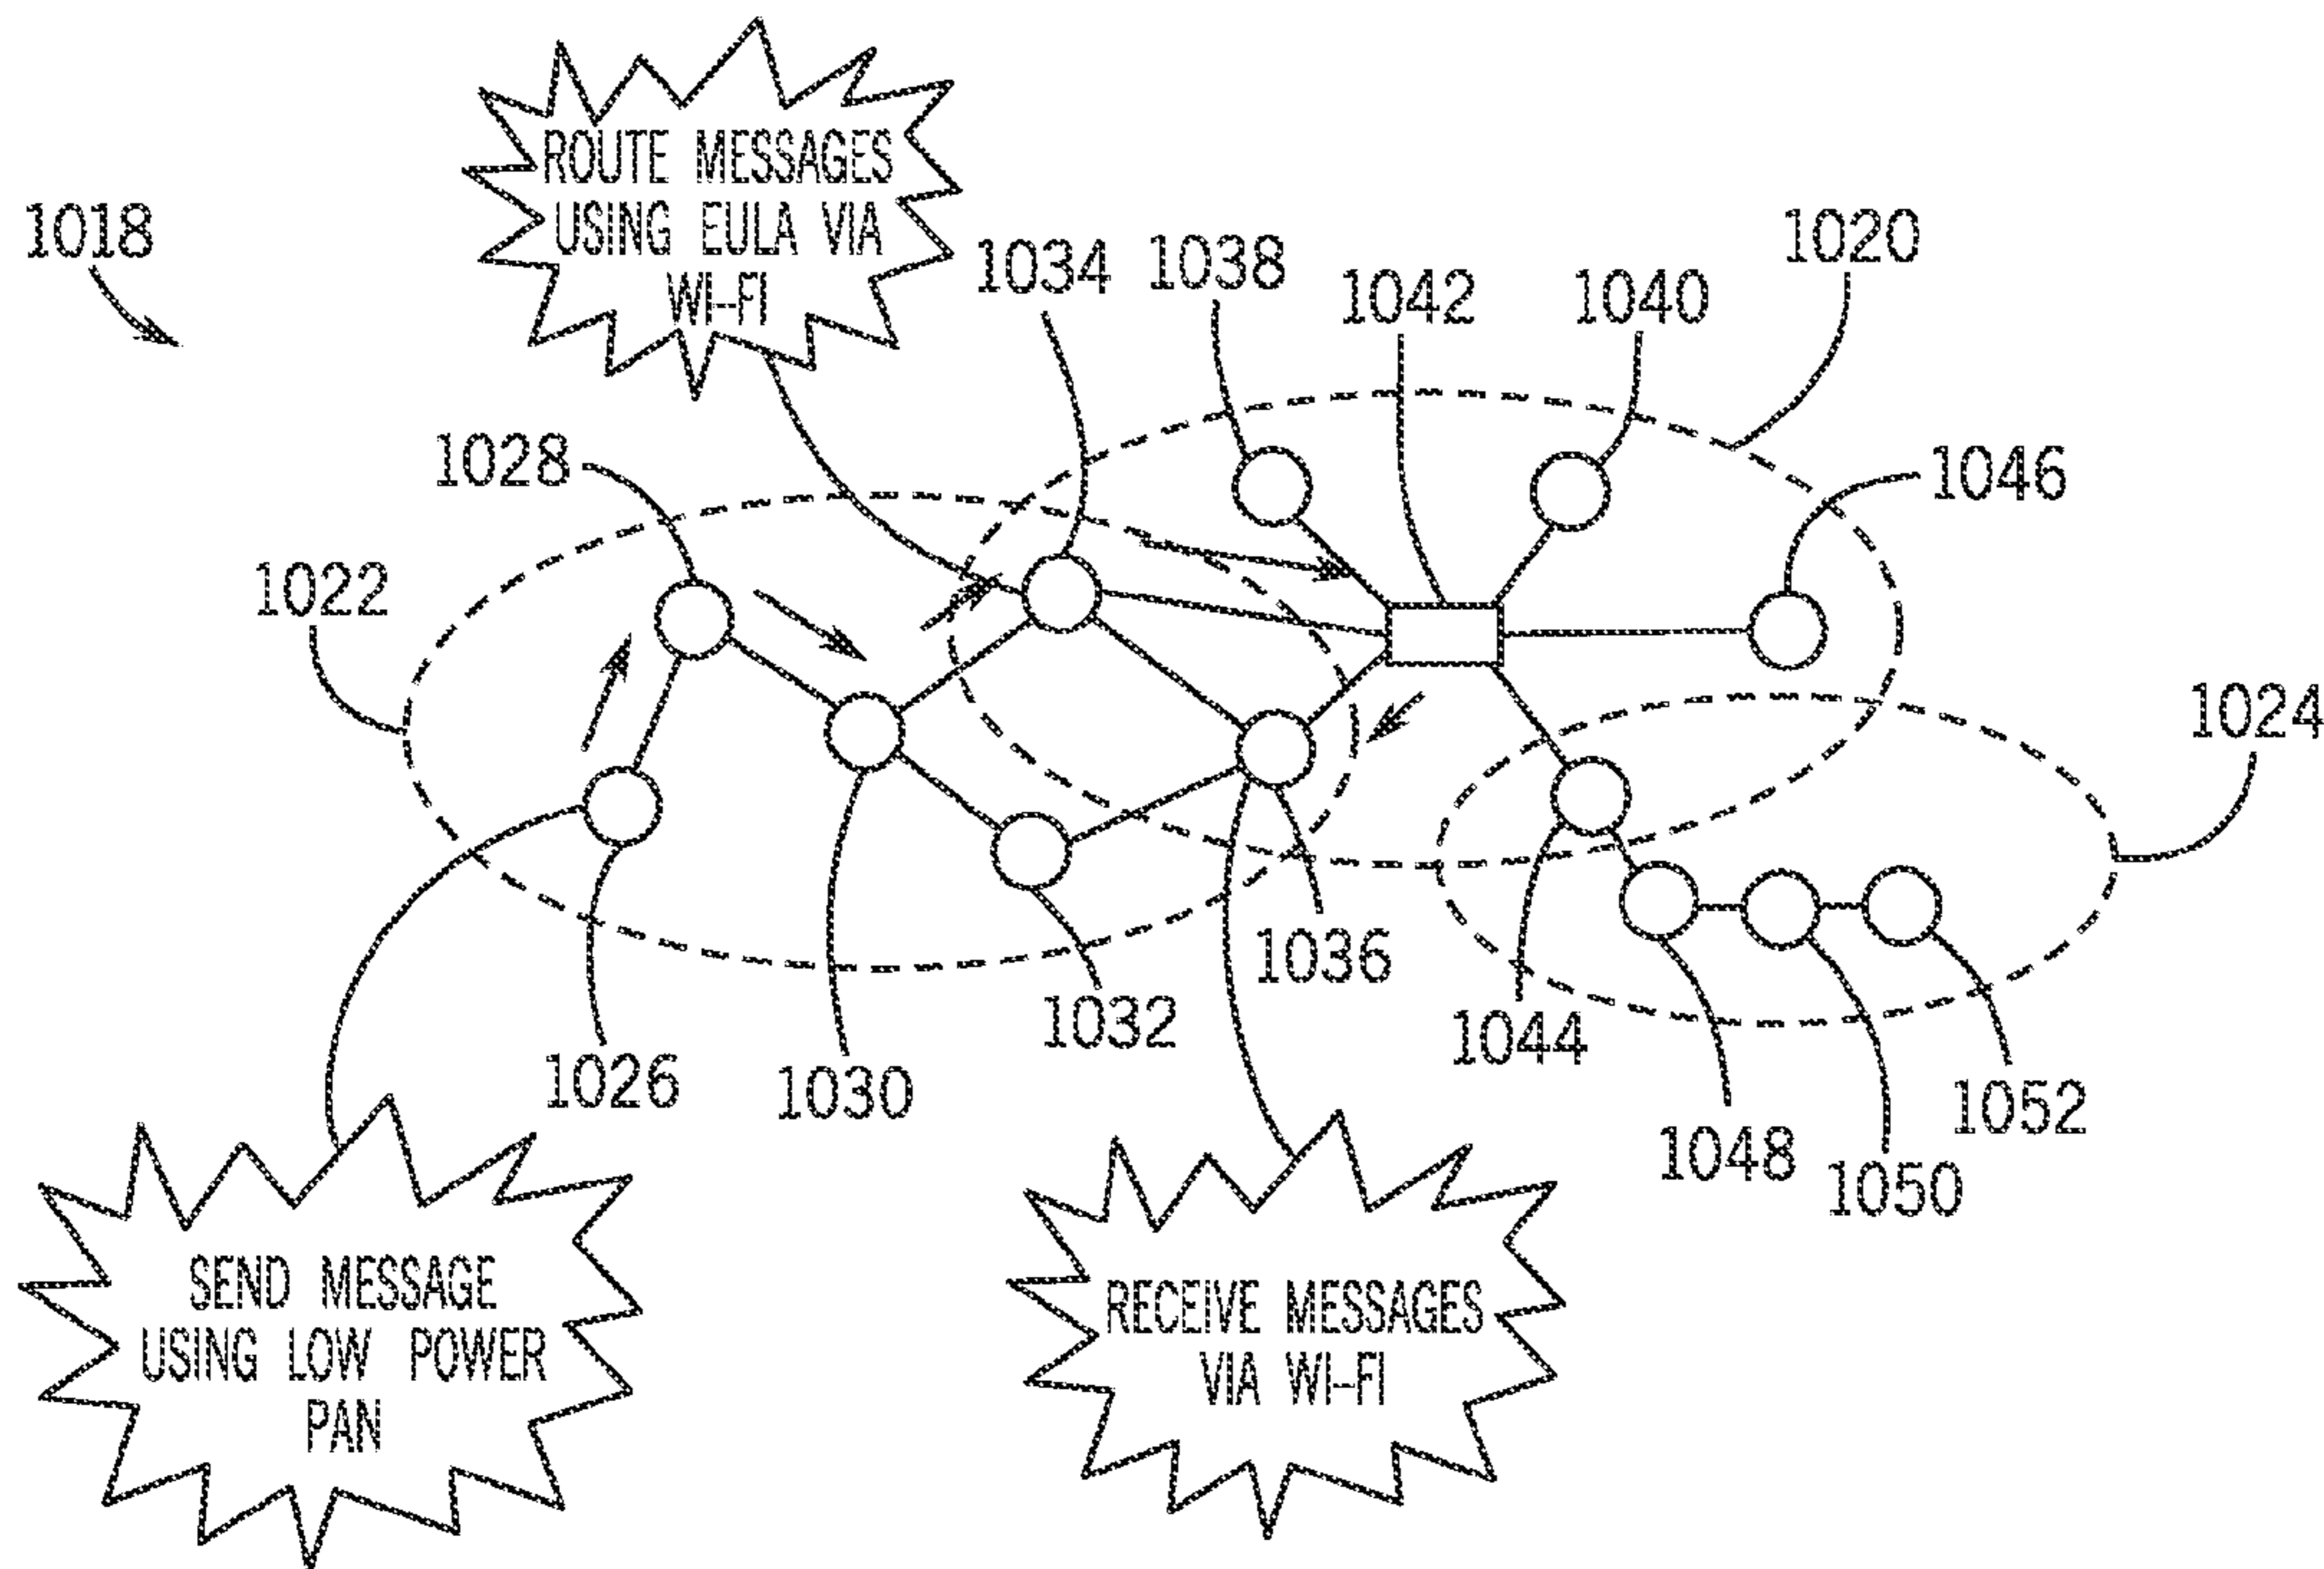 ROUTE MESSAGES
USING EULA VIA
WI-FI
1018
1034
1038
1042
1040
1020
1028
1046
1022
1024
1036
1032
1044
1026
1030
1052
1048
1050
SEND MESSAGE
USING LOW POWER
PAN
RECEIVE MESSAGES
VIA WI-FI